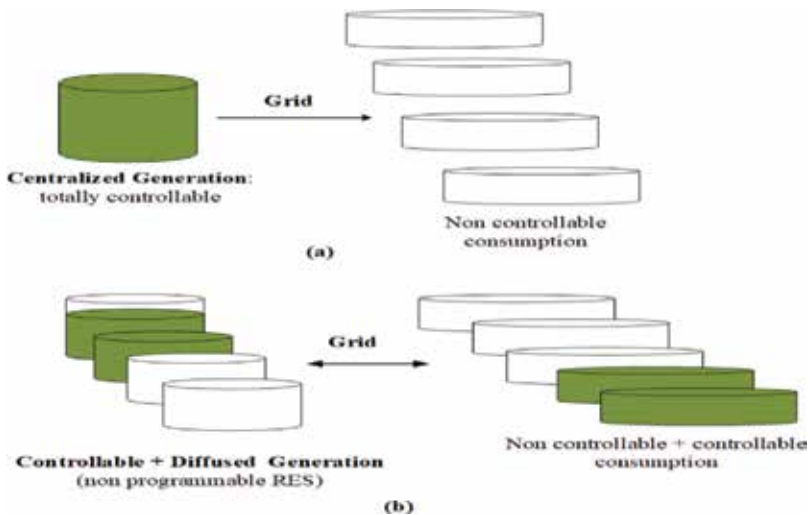 Grid
Centralized Generation:
totally controllable
Non controllable
consumption
(a)
Grid
Controllable + Diffused Generation
(non programmable RES)
Non controllable + controllable
consumption
(b)